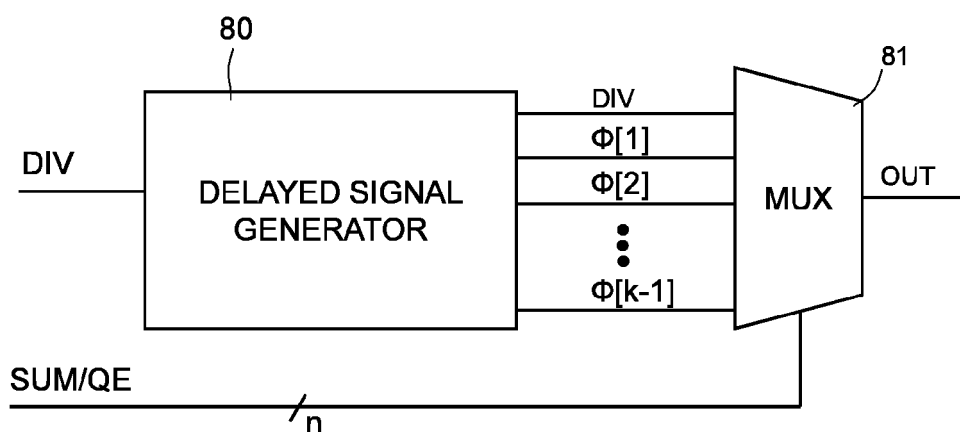 80
81
DIV
DIV
Φ[1]
Φ[2]
Φ[k-1]
DELAYED SIGNAL
GENERATOR
MUX
OUT
SUM/QE
n